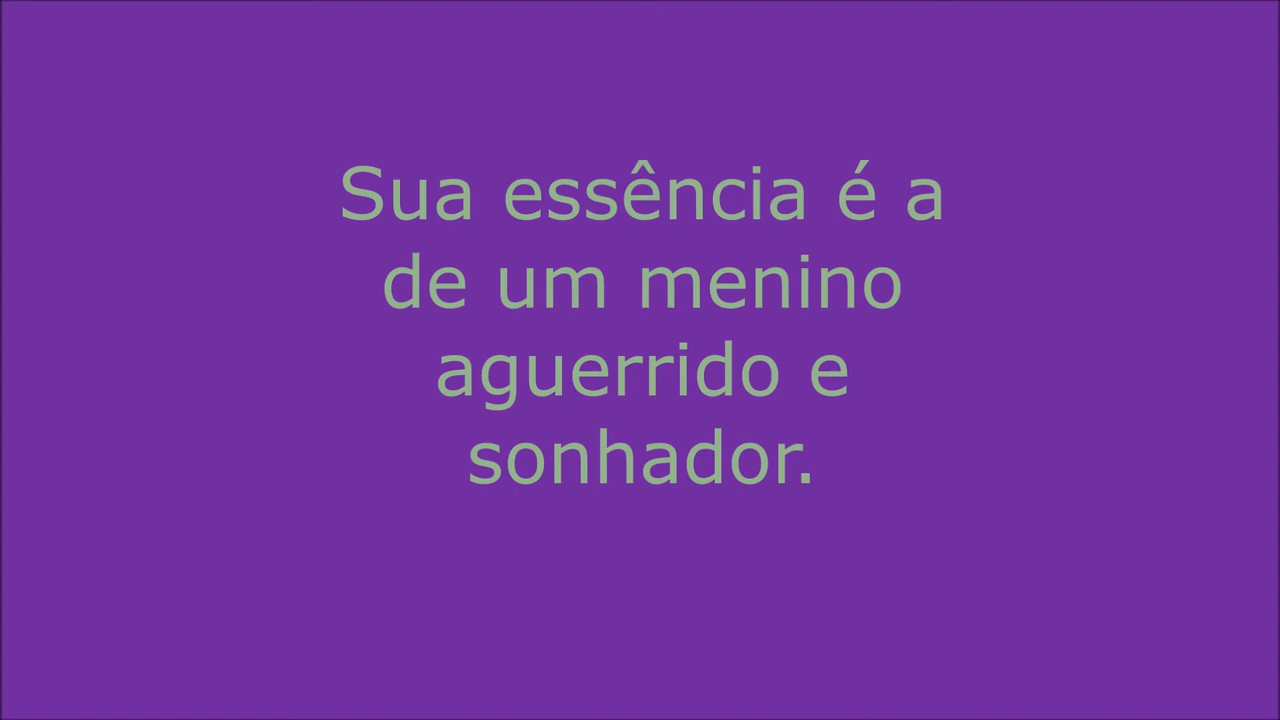 Sua essência é a
de um menino
aguerrido e
sonhador.